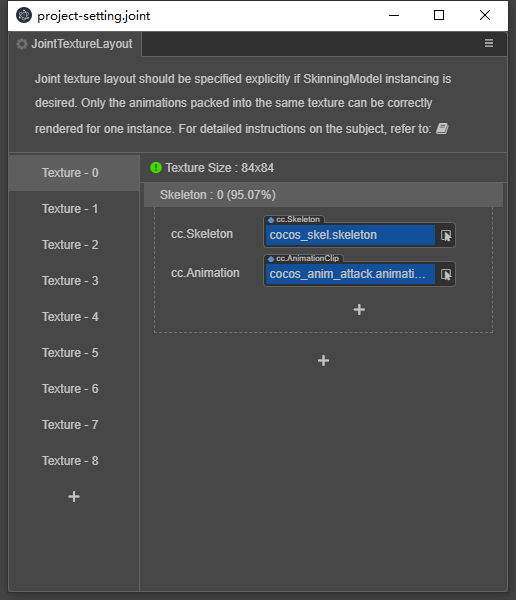 project-setting.joint
JointTextureLayout
Joint texture layout should be specified explicitly if SkinningModel instancing is
desired. Only the animations packed into the same texture can be correctly
rendered for one instance. For detailed instructions on the subject, refer to:
Texture - 0
Texture - 1
Texture - 2
Texture - 3
Texture - 4
Texture - 5
Texture - 6
Texture - 7
Texture - 8
Texture Size : 84x84
Skeleton : 0 (95.07%)
cc.Skeleton
cc.Skeleton
cocos_skel.skeleton
cc.AnimationClip
cc.Animation
cocos_anim_attack.animati...